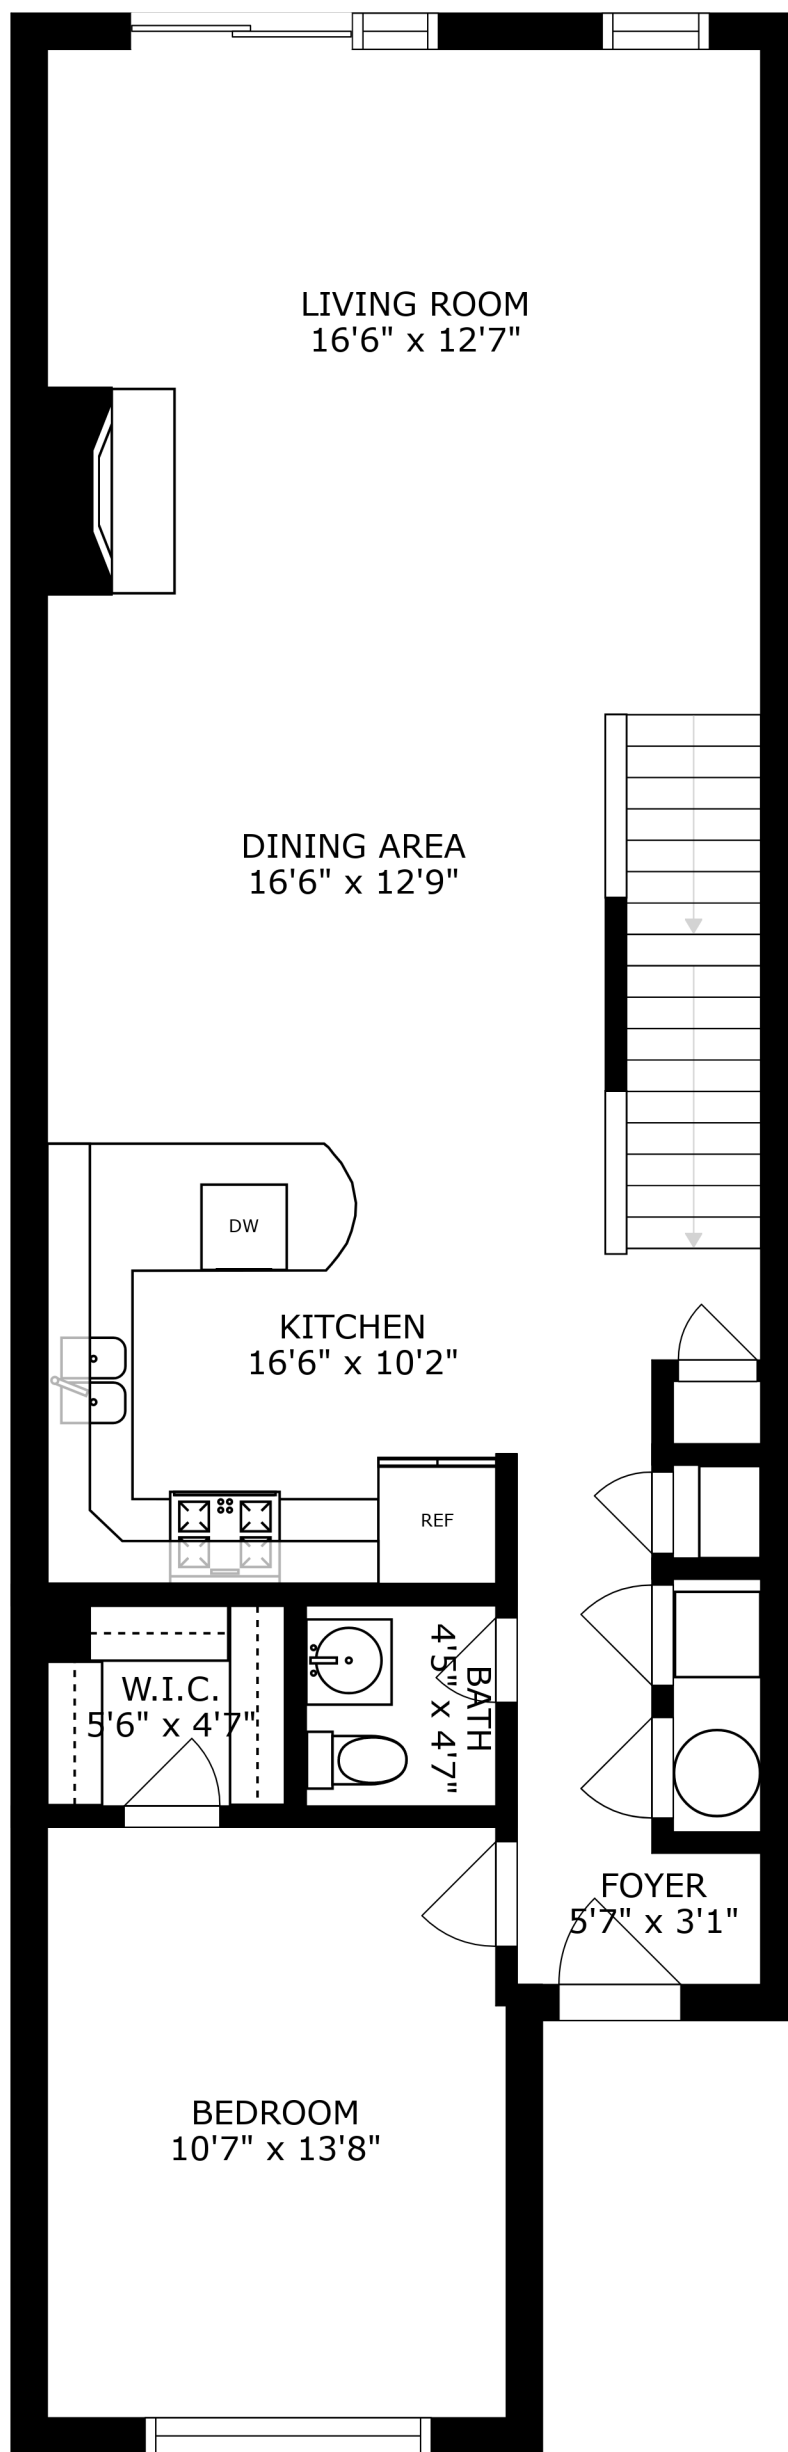 LIVING ROOM
16'6" x 12'7"
DINING AREA
16'6" x 12'9"
DW
KITCHEN
16'6" x 10'2"
REF
W.I.C.
5'6" x 4'7"
BATH
4'5" x 4'7"
FOYER
5'7" x 3'1"
BEDROOM
10'7" x 13'8"